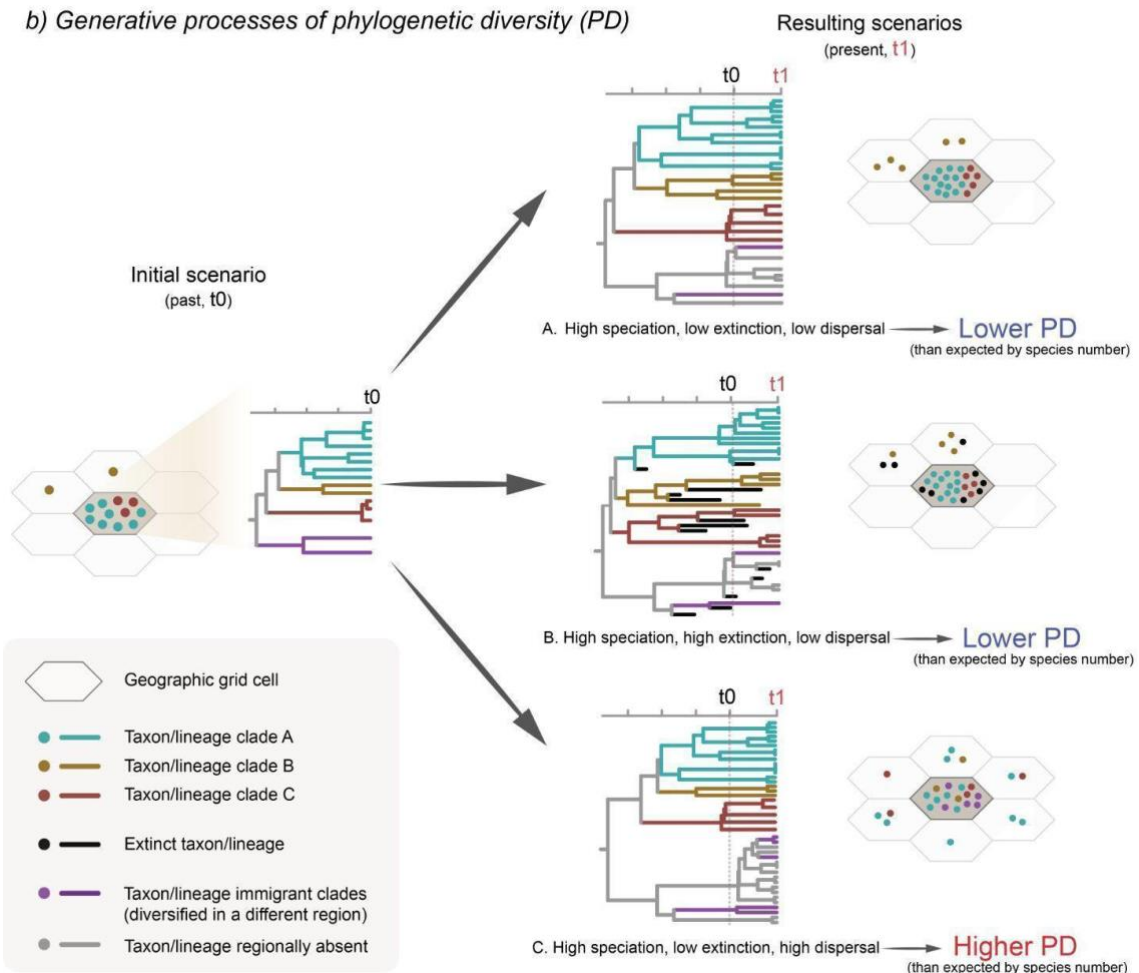 b) Generative processes of phylogenetic diversity (PD)
Resulting scenarios
(present, t1)
t0
t1
Initial scenario
(past, t0)
A. High speciation, low extinction, low dispersal
Lower PD
(than expected by species number)
t0
t0
t1
B. High speciation, high extinction, low dispersal
Lower PD
(than expected by species number)
Geographic grid cell
Taxon/lineage clade A
Taxon/lineage clade B
Taxon/lineage clade C
Extinct taxon/lineage
Taxon/lineage immigrant clades
(diversified in a different region)
Taxon/lineage regionally absent
t0
t1
C. High speciation, low extinction, high dispersal
Higher PD
(than expected by species number)